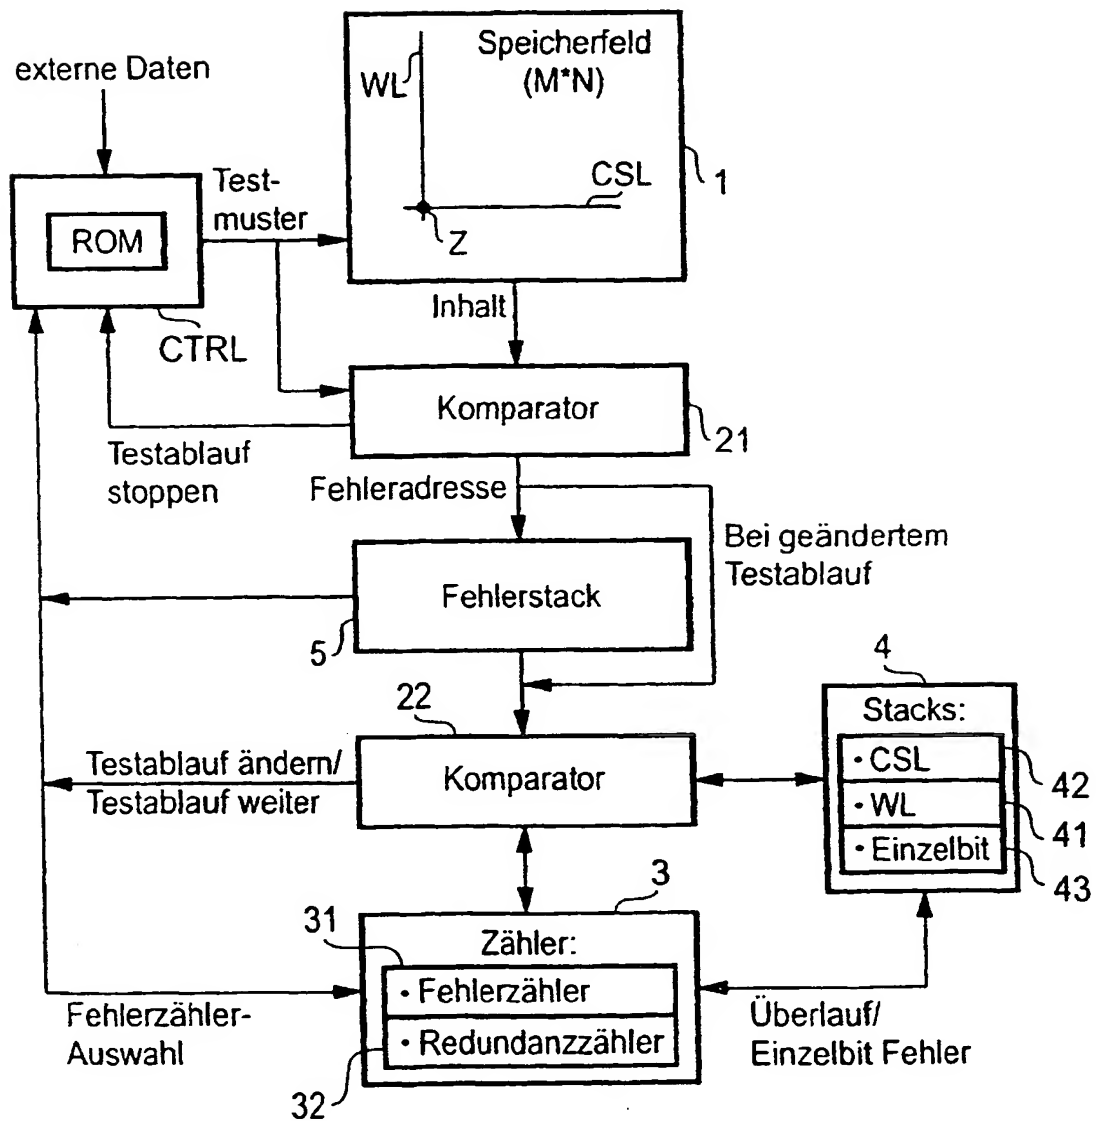 externe Daten
Speicherfeld
(M*N)
WL
CSL
Z
1
Test-
muster
ROM
CTRL
Inhalt
Komparator
21
Testablauf
stoppen
Fehleradresse
Bei geändertem
Testablauf
Fehlerstack
5
22
4
Stacks:
· CSL
42
· WL
41
· Einzelbit
43
Testablauf ändern/
Testablauf weiter
Komparator
3
31
Zähler:
· Fehlerzähler
· Redundanzzähler
32
Fehlerzähler-
Auswahl
Überlauf/
Einzelbit Fehler